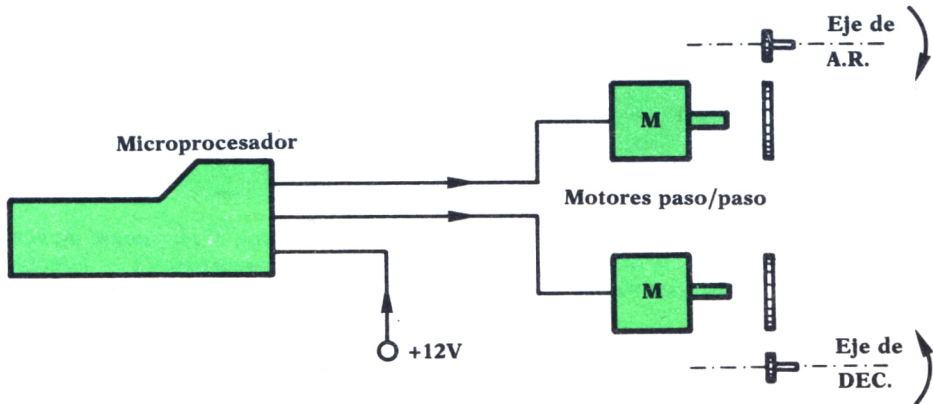 Eje de
A.R.
M
Microprocesador
Motores paso/paso
M
+12V
Eje de
DEC.